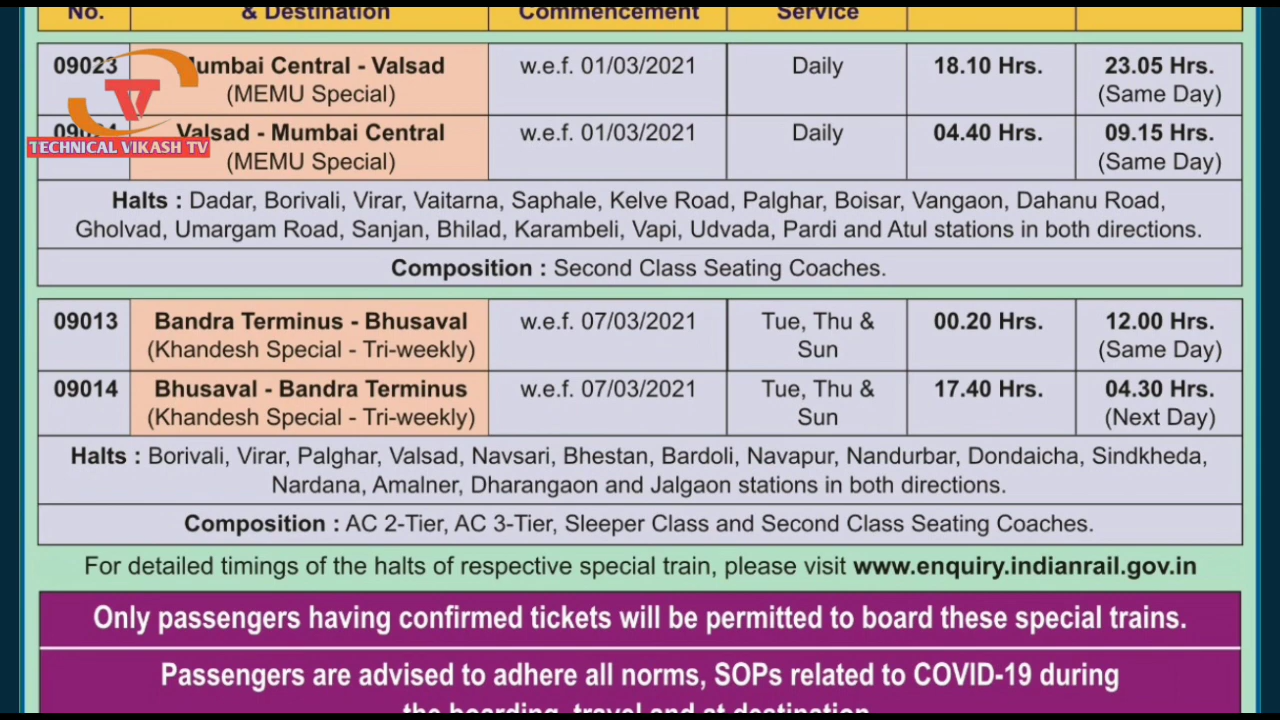 No. & Destination Commencement Service
09023 Mumbai Central - Valsad w.e.f. 01/03/2021 Daily 18.10 Hrs. 23.05 Hrs.
(MEMU Special) (Same Day)
Valsad - Mumbai Central w.e.f. 01/03/2021 Daily 04.40 Hrs. 09.15 Hrs.
(MEMU Special) (Same Day)
TV
TECHNICAL VIKASH TV
Halts : Dadar, Borivali, Virar, Vaitarna, Saphale, Kelve Road, Palghar, Boisar, Vangaon, Dahanu Road,
Gholvad, Umargam Road, Sanjan, Bhilad, Karambeli, Vapi, Udvada, Pardi and Atul stations in both directions.
Composition : Second Class Seating Coaches.
09013 Bandra Terminus - Bhusaval w.e.f. 07/03/2021 Tue, Thu & 00.20 Hrs. 12.00 Hrs.
(Khandesh Special - Tri-weekly) Sun (Same Day)
09014 Bhusaval - Bandra Terminus w.e.f. 07/03/2021 Tue, Thu & 17.40 Hrs. 04.30 Hrs.
(Khandesh Special - Tri-weekly) Sun (Next Day)
Halts : Borivali, Virar, Palghar, Valsad, Navsari, Bhestan, Bardoli, Navapur, Nandurbar, Dondaicha, Sindkheda,
Nardana, Amalner, Dharangaon and Jalgaon stations in both directions.
Composition : AC 2-Tier, AC 3-Tier, Sleeper Class and Second Class Seating Coaches.
For detailed timings of the halts of respective special train, please visit www.enquiry.indianrail.gov.in
Only passengers having confirmed tickets will be permitted to board these special trains.
Passengers are advised to adhere all norms, SOPs related to COVID-19 during
the boarding, travel and at destination